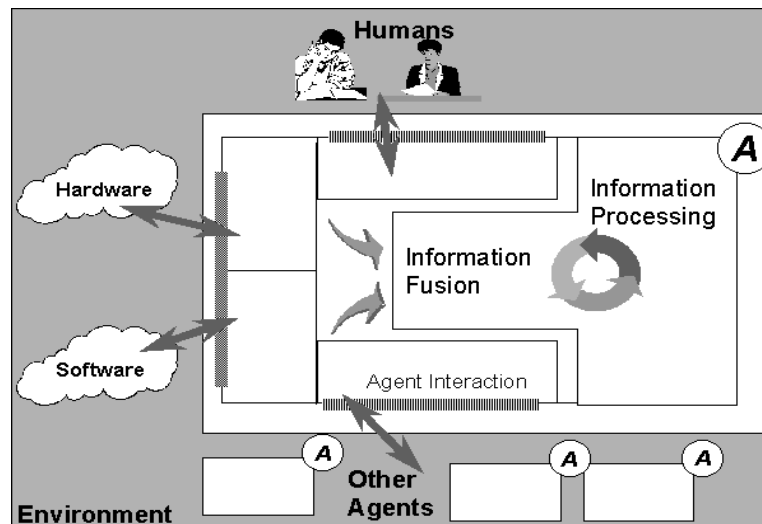 Humans
A
Hardware
Information
Processing
Information
Fusion
Software
Agent Interaction
A
A
A
Other
Agents
Environment